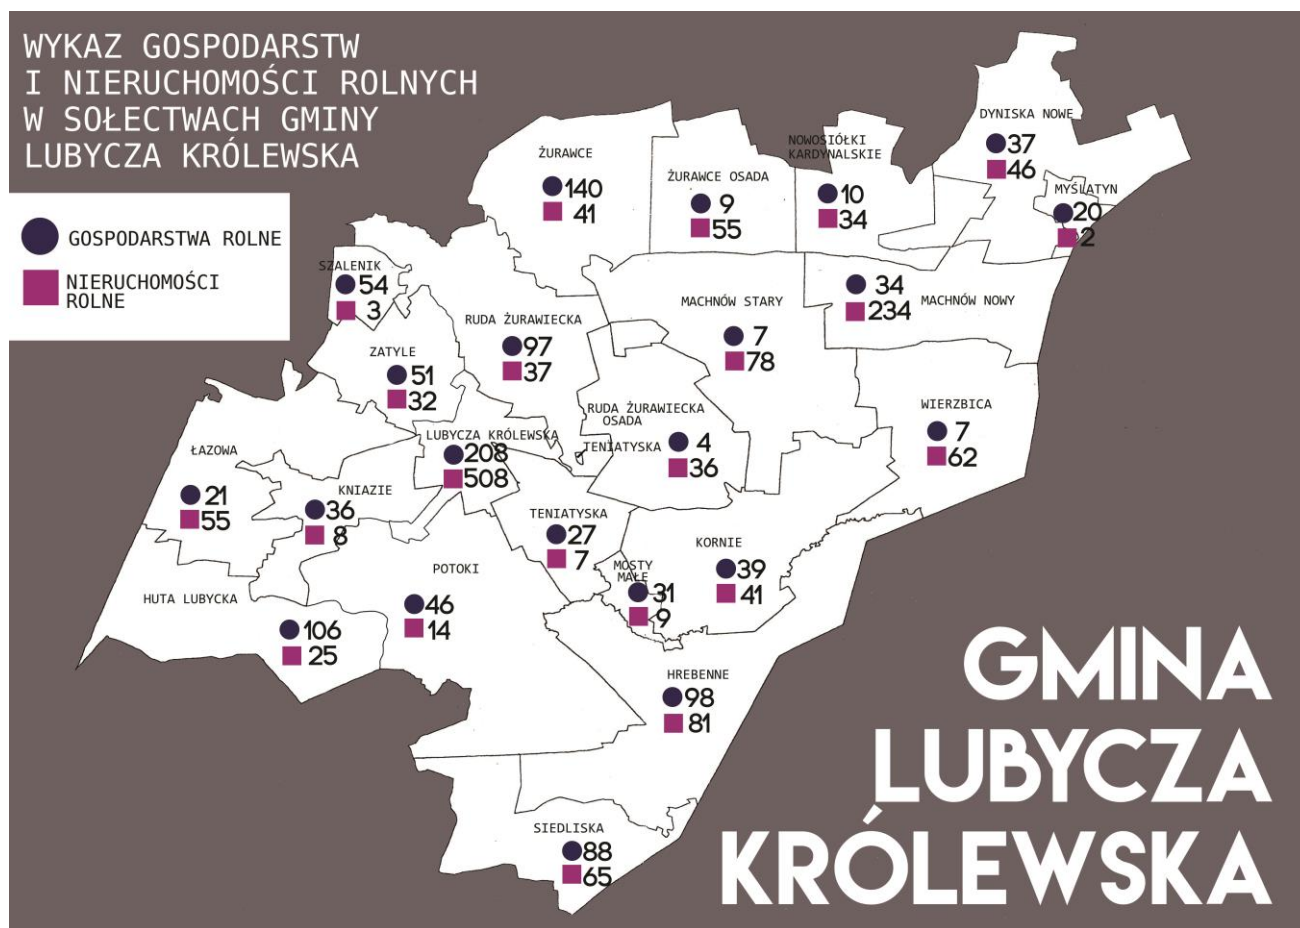 WYKAZ GOSPODARSTW
I NIERUCHOMOŚCI ROLNYCH
W SOŁECTWACH GMINY
LUBYCZA KRÓLEWSKA
GOSPODARSTWA ROLNE
NIERUCHOMOŚCI
ROLNE
DYNISKA NOWE
37
46
NOWOSIÓŁKI
KARDYNALSKIE
10
34
ŻURAWCE
140
41
ŻURAWCE OSADA
9
55
MYŚLATYN
20
2
SZALENIK
54
3
MACHNÓW STARY
7
78
34
MACHNÓW NOWY
234
RUDA ŻURAWIECKA
97
37
ZATYLE
51
32
RUDA ŻURAWIECKA
OSADA
4
36
WIERZBICA
7
62
LUBYCZA KRÓLEWSKA
208
508
TENIATYSKA
ŁAZOWA
21
55
KNIAZIE
36
8
TENIATYSKA
27
7
KORNIE
39
41
MOSTY
MAŁE
31
9
POTOKI
46
14
HUTA LUBYCKA
106
25
HREBENNE
98
81
SIEDLISKA
88
65
GMINA
LUBYCZA
KRÓLEWSKA